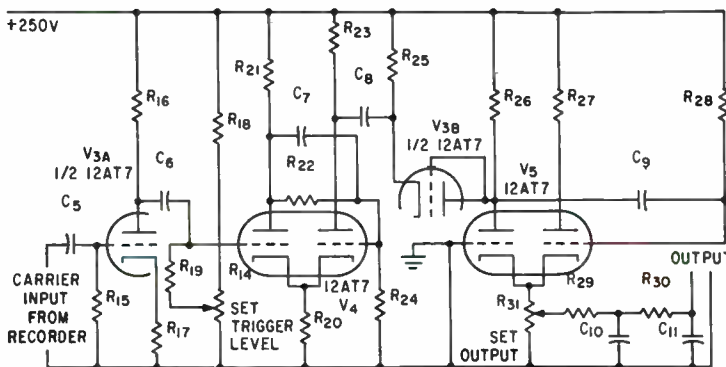 +250V
R23
R21
C8
R25
R16
C7
R18
R26
R27
R28
V3A
1/2 12AT7
C6
R22
V3B
1/2 12AT7
V5
12AT7
C9
C5
R19
R14
12AT7
V4
R29
OUTPUT
CARRIER
INPUT
FROM
RECORDER
R15
R17
SET
TRIGGER
LEVEL
R20
R24
R31
SET
OUTPUT
C10
R30
C11